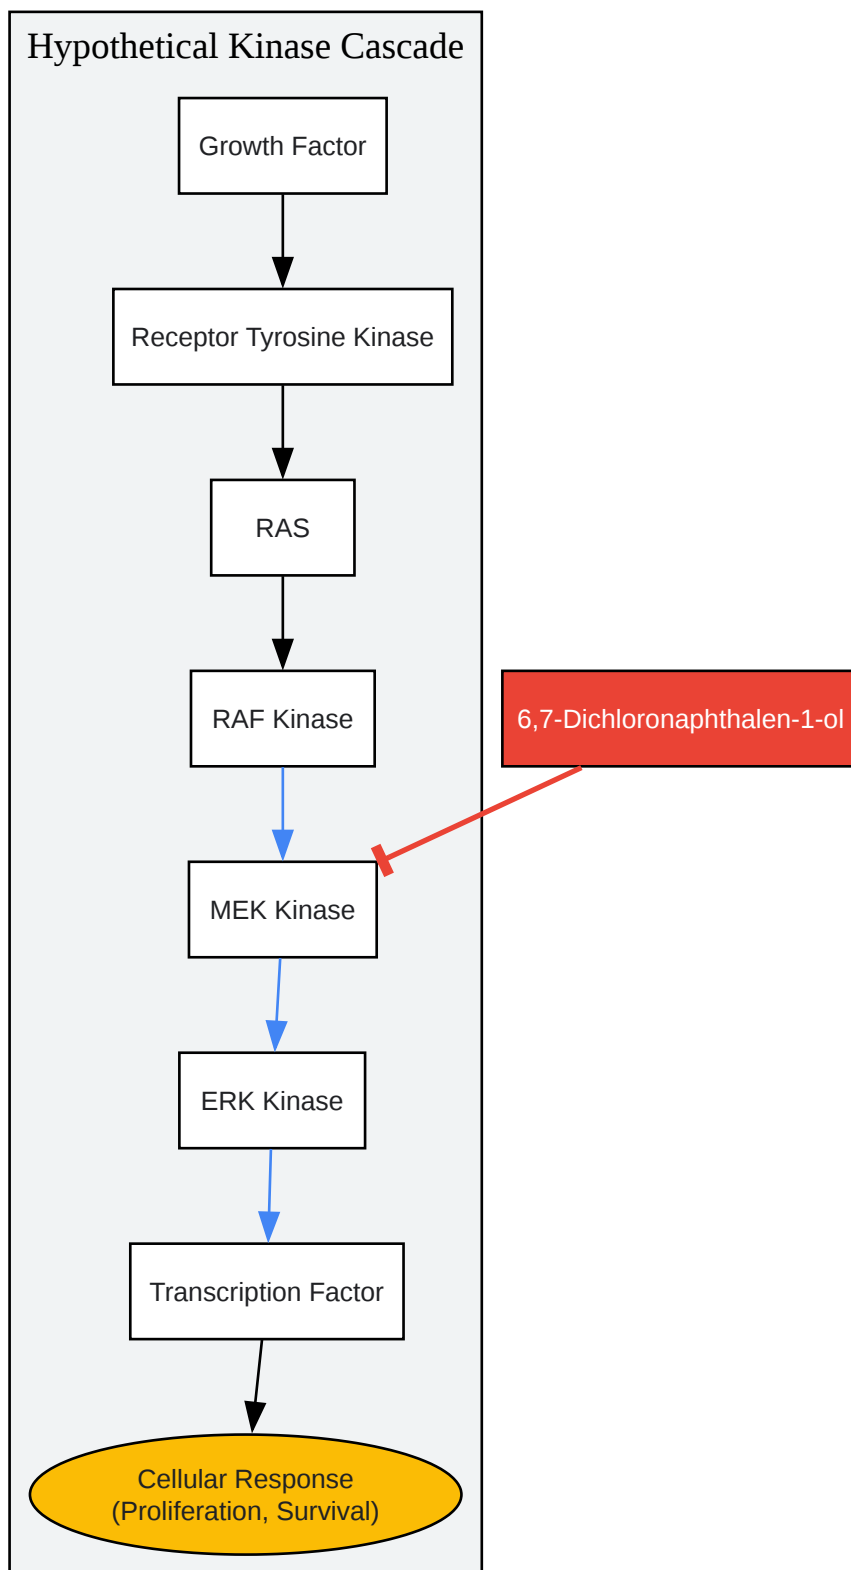 Hypothetical Kinase Cascade
Growth Factor
Receptor Tyrosine Kinase
RAS
RAF Kinase
6,7-Dichloronaphthalen-1-ol
MEK Kinase
ERK Kinase
Transcription Factor
Cellular Response
(Proliferation, Survival)